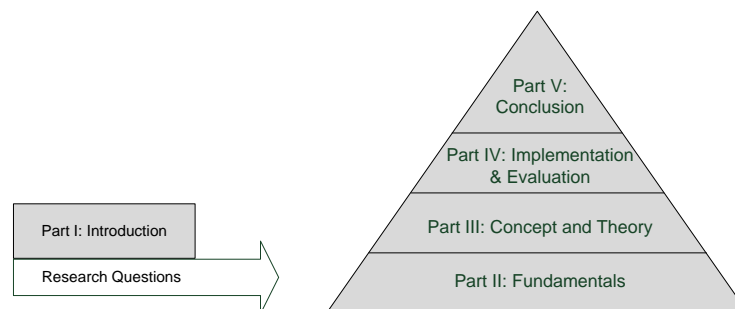 Part V:
Conclusion
Part IV: Implementation
& Evaluation
Part I: Introduction
Part III: Concept and Theory
Research Questions
Part II: Fundamentals